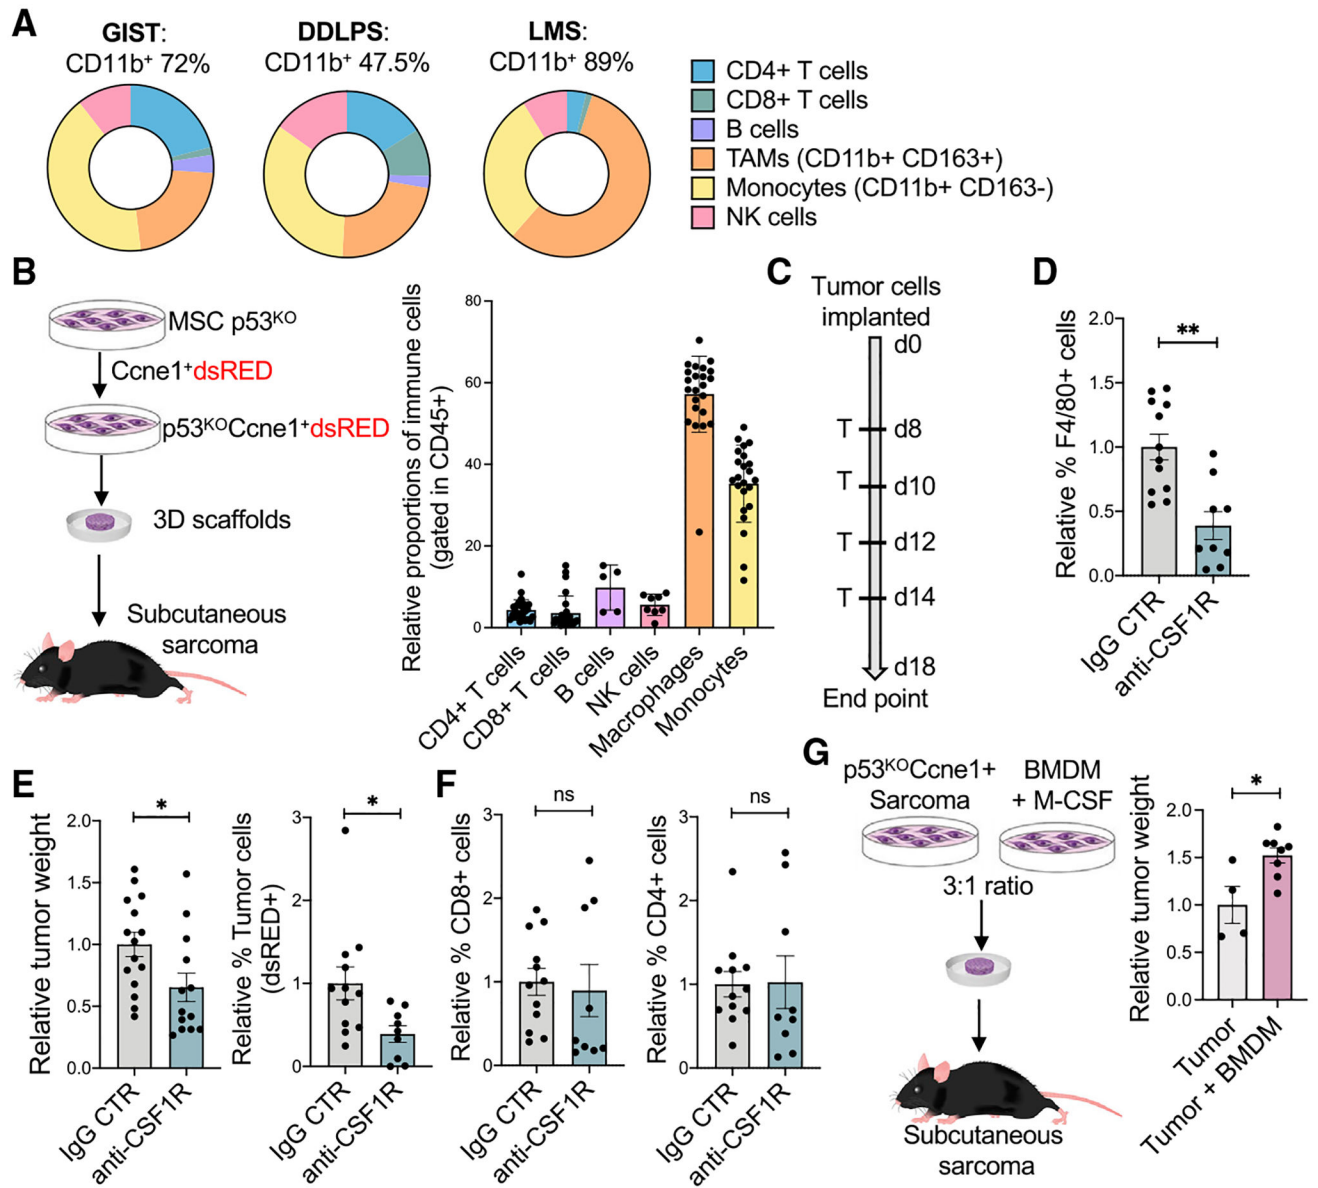 A
GIST:
CD11b⁺ 72%
DDLPS:
CD11b⁺ 47.5%
LMS:
CD11b⁺ 89%
CD4+ T cells
CD8+ T cells
B cells
TAMs (CD11b+ CD163+)
Monocytes (CD11b+ CD163-)
NK cells
B
MSC p53ᴷᴼ
Ccne1⁺dsRED
p53ᴷᴼCcne1⁺dsRED
3D scaffolds
Subcutaneous
sarcoma
Relative proportions of immune cells
(gated in CD45+)
80
60
40
20
0
CD4+ T cells
CD8+ T cells
B cells
NK cells
Macrophages
Monocytes
C
Tumor cells
implanted
d0
T d8
T d10
T d12
T d14
d18
End point
D
Relative % F4/80+ cells
2.0
1.5
1.0
0.5
0.0
**
IgG CTR
anti-CSF1R
E
Relative tumor weight
2.0
1.5
1.0
0.5
0.0
*
IgG CTR
anti-CSF1R
Relative % Tumor cells
(dsRED+)
3
2
1
0
*
IgG CTR
anti-CSF1R
F
Relative % CD8+ cells
3
2
1
0
ns
IgG CTR
anti-CSF1R
Relative % CD4+ cells
3
2
1
0
ns
IgG CTR
anti-CSF1R
G
p53ᴷᴼCcne1+
Sarcoma
BMDM
+ M-CSF
3:1 ratio
Subcutaneous
sarcoma
Relative tumor weight
2.0
1.5
1.0
0.5
0.0
*
Tumor
Tumor + BMDM